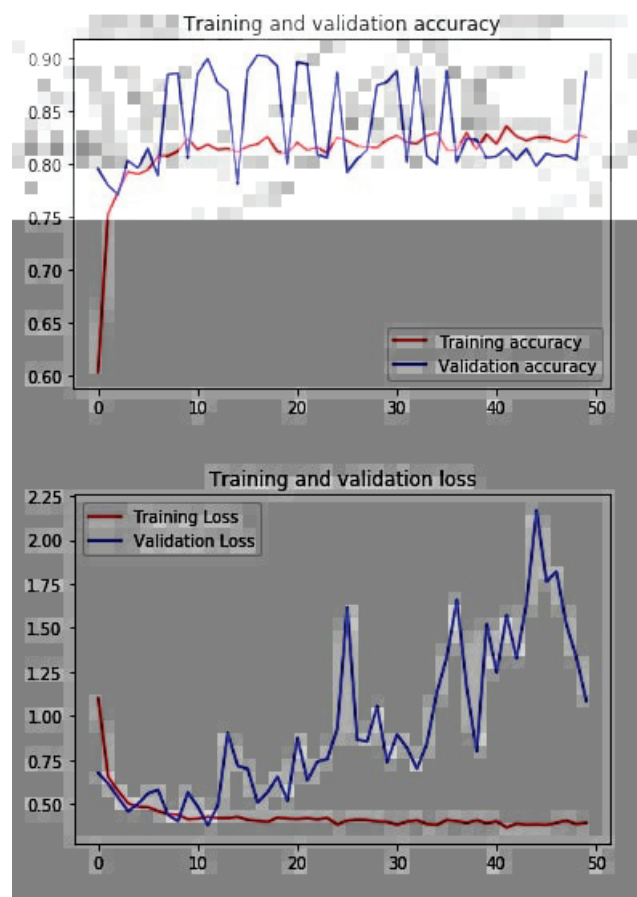 Training and validation accuracy
0.90
0.85
0.80
0.75
0.70
0.65
0.60
Training accuracy
Validation accuracy
0 10 20 30 40 50
Training and validation loss
2.25
Training Loss
Validation Loss
2.00
1.75
1.50
1.25
1.00
0.75
0.50
0 10 20 30 40 50